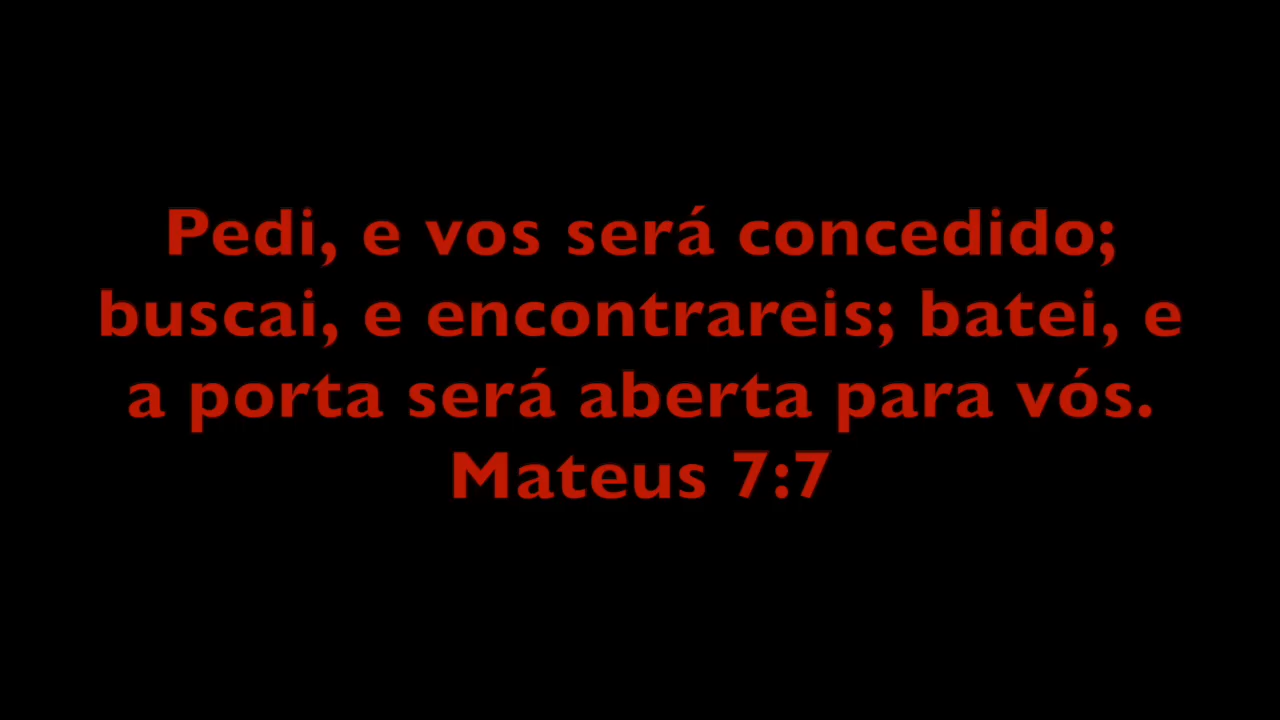 Pedi, e vos será concedido;
buscai, e encontrareis; batei, e
a porta será aberta para vós.
Mateus 7:7